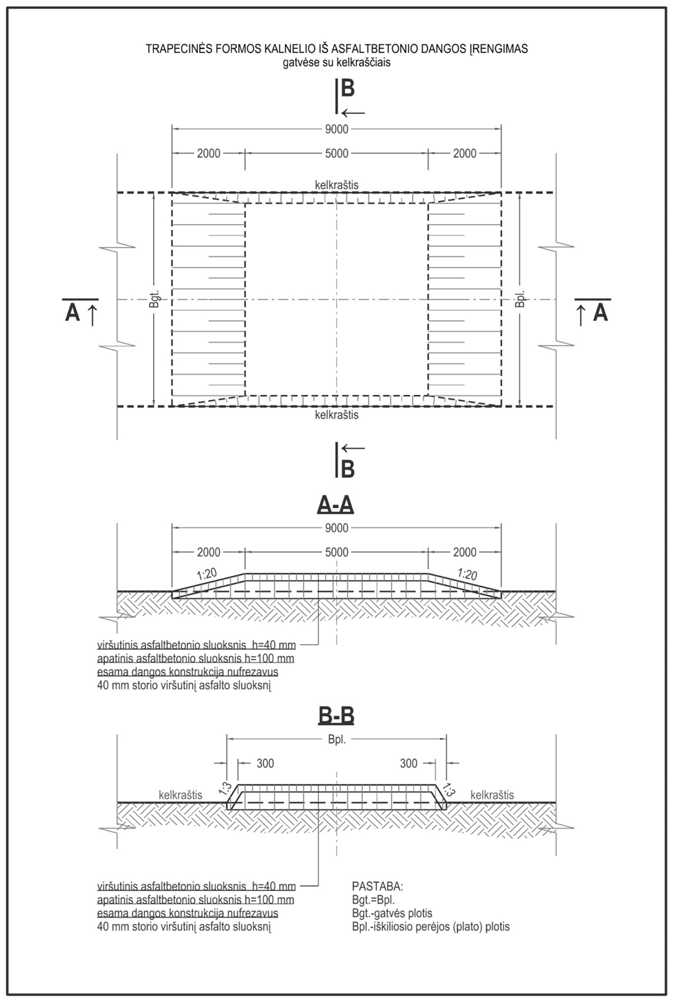 TRAPECINĖS FORMOS KALNELIO IŠ ASFALTBETONIO DANGOS ĮRENGIMAS
gatvėse su kelkraščiais
B
9000
2000 5000 2000
kelkraštis
Bgt. Bpl.
A A
kelkraštis
B
A-A
9000
2000 5000 2000
1:20 1:20
viršutinis asfaltbetonio sluoksnis h=40 mm
apatinis asfaltbetonio sluoksnis h=100 mm
esama dangos konstrukcija nufrezavus
40 mm storio viršutinį asfalto sluoksnį
B-B
Bpl.
300 300
1:3 1:3
kelkraštis kelkraštis
viršutinis asfaltbetonio sluoksnis h=40 mm
apatinis asfaltbetonio sluoksnis h=100 mm
esama dangos konstrukcija nufrezavus
40 mm storio viršutinį asfalto sluoksnį
PASTABA:
Bgt.=Bpl.
Bgt.-gatvės plotis
Bpl.-iškiliosio perėjos (plato) plotis